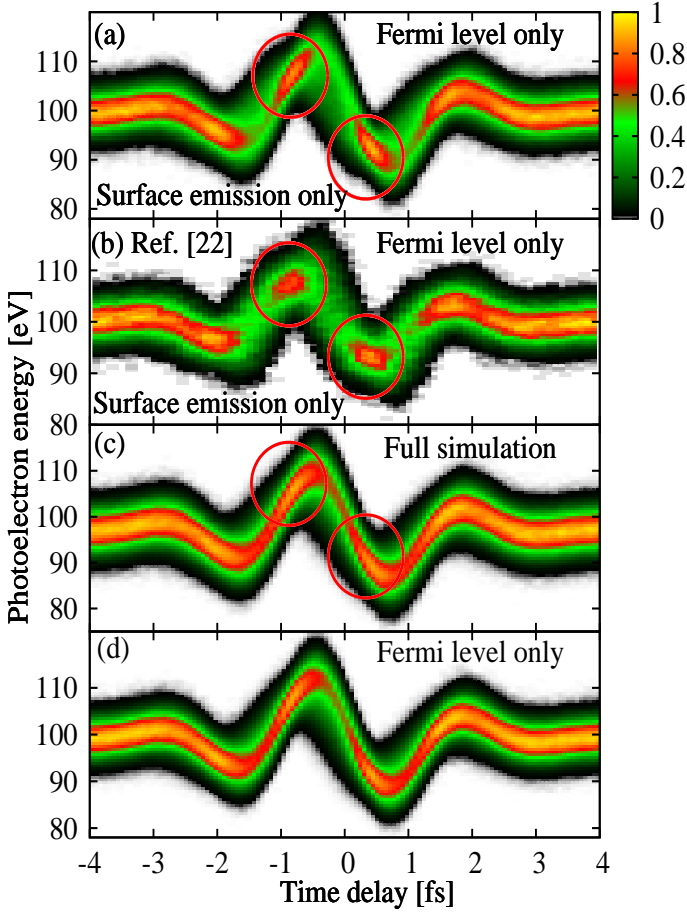 (a) Fermi level only
Surface emission only
110
100
90
80
1
0.8
0.6
0.4
0.2
0
(b) Ref. [22] Fermi level only
Surface emission only
110
100
90
80
(c) Full simulation
110
100
90
80
(d) Fermi level only
110
100
90
80
Photoelectron energy [eV]
-4 -3 -2 -1 0 1 2 3 4
Time delay [fs]